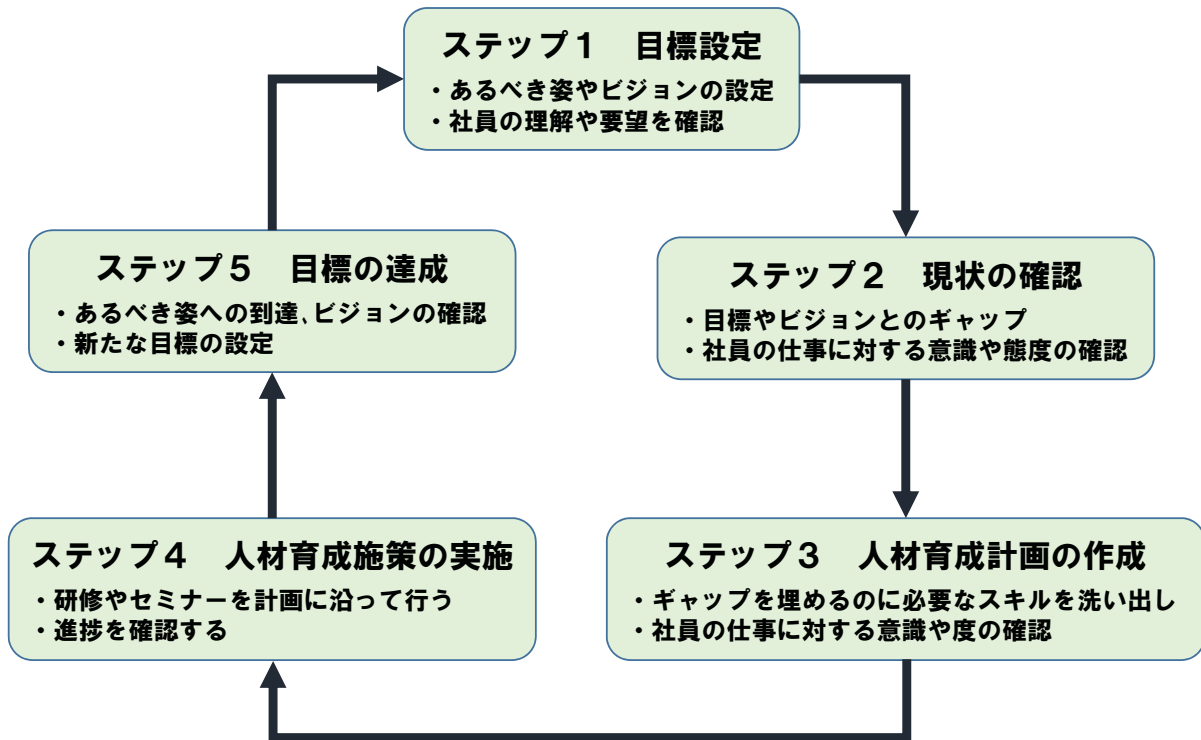 ステップ１　目標設定
・あるべき姿やビジョンの設定
・社員の理解や要望を確認
ステップ２　現状の確認
・目標やビジョンとのギャップ
・社員の仕事に対する意識や態度の確認
ステップ３　人材育成計画の作成
・ギャップを埋めるのに必要なスキルを洗い出し
・社員の仕事に対する意識や度の確認
ステップ４　人材育成施策の実施
・研修やセミナーを計画に沿って行う
・進捗を確認する
ステップ５　目標の達成
・あるべき姿への到達、ビジョンの確認
・新たな目標の設定